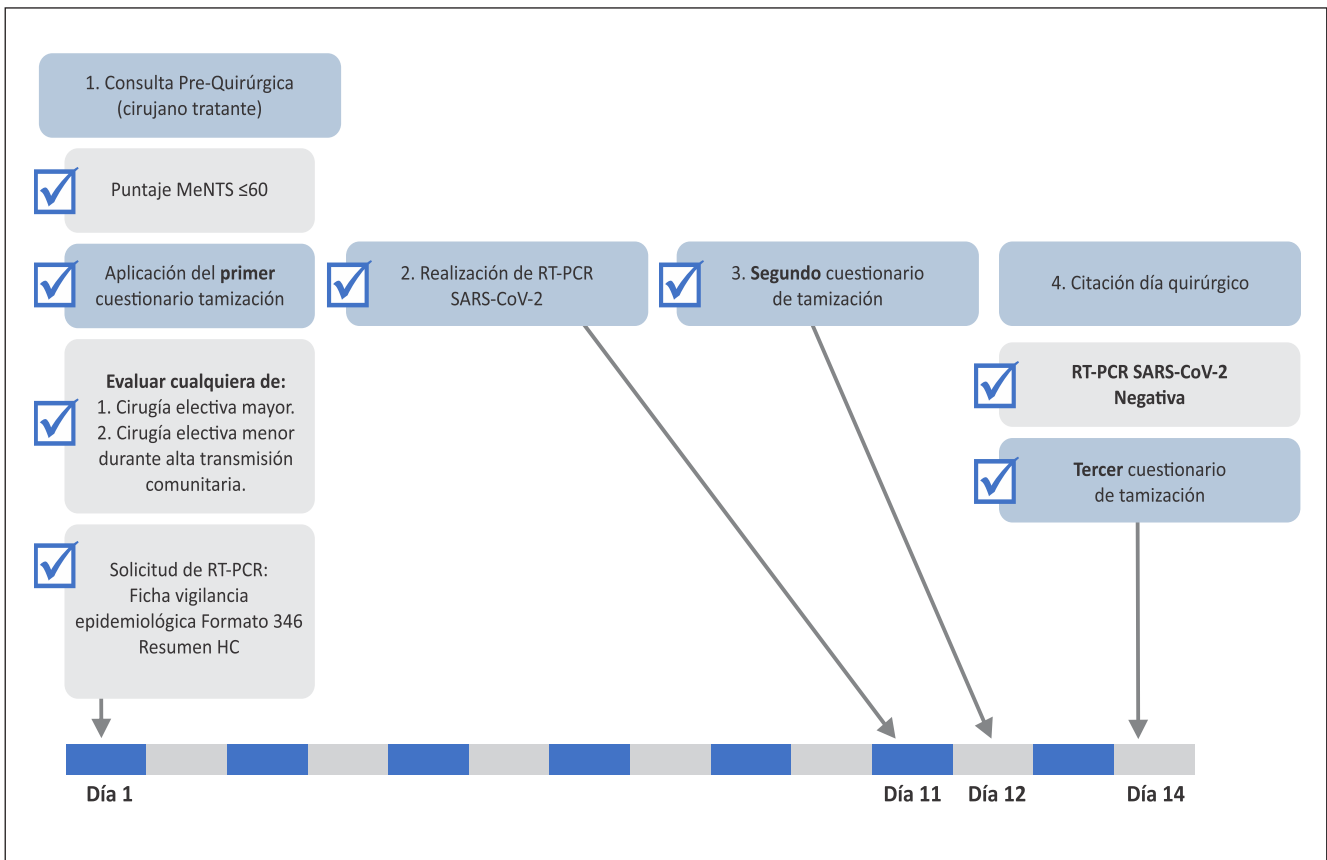 1. Consulta Pre-Quirúrgica
(cirujano tratante)
Puntaje MeNTS ≤60
Aplicación del primer
cuestionario tamización
Evaluar cualquiera de:
1. Cirugía electiva mayor.
2. Cirugía electiva menor
durante alta transmisión
comunitaria.
Solicitud de RT-PCR:
Ficha vigilancia
epidemiológica Formato 346
Resumen HC
2. Realización de RT-PCR
SARS-CoV-2
3. Segundo cuestionario
de tamización
4. Citación día quirúrgico
RT-PCR SARS-CoV-2
Negativa
Tercer cuestionario
de tamización
Día 1
Día 11
Día 12
Día 14